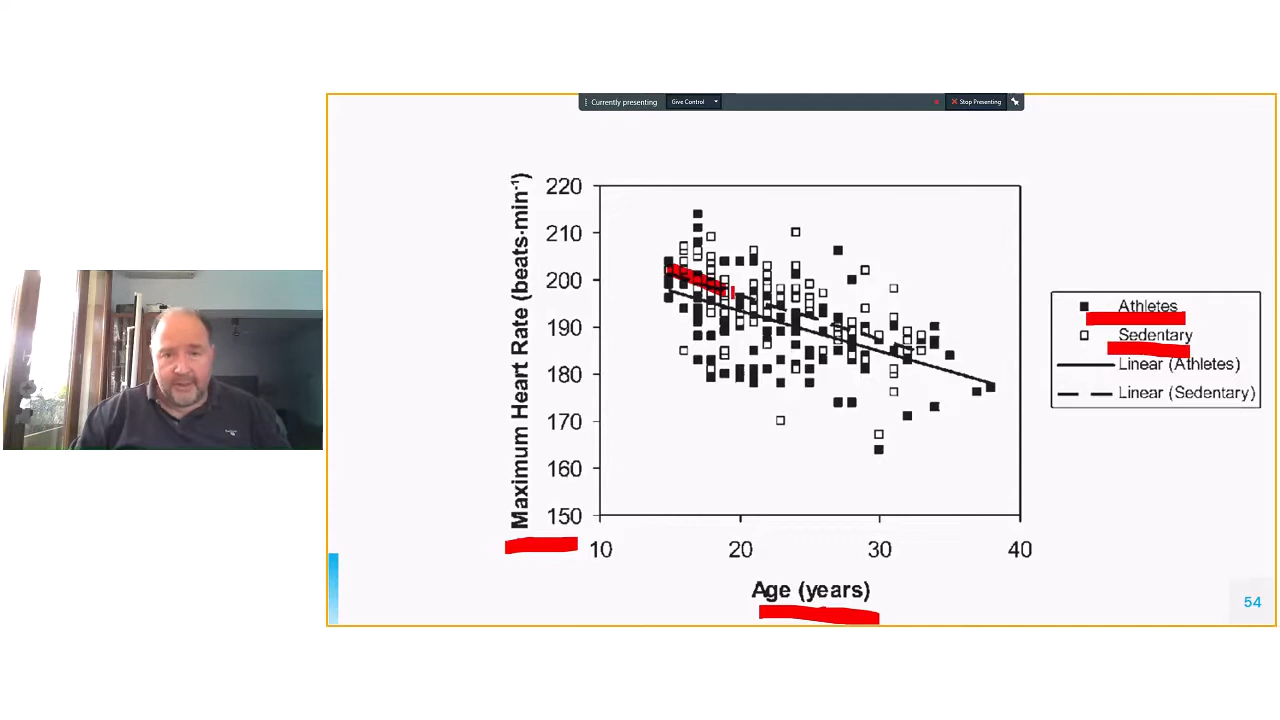 Currently presenting
Give Control
Stop Presenting
Maximum Heart Rate (beats·min⁻¹)
220
210
200
190
180
170
160
150
10
20
30
40
Age (years)
Athletes
Sedentary
Linear (Athletes)
Linear (Sedentary)
54